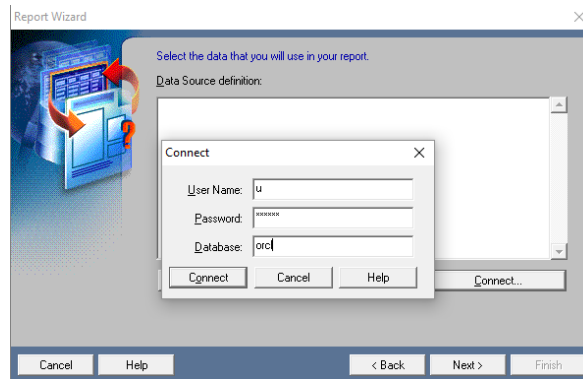 Report Wizard
Select the data that you will use in your report.
Data Source definition:
Connect
User Name: u
Password: ××××××
Database: orcl
Connect Cancel Help
Connect...
Cancel Help < Back Next > Finish